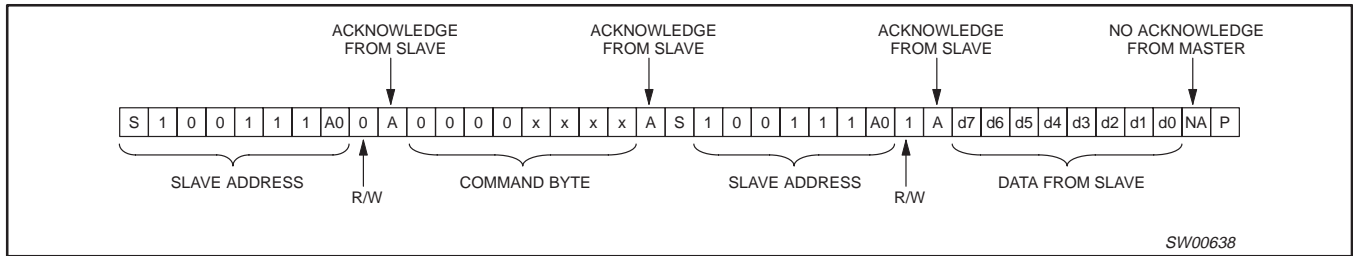 ACKNOWLEDGE ACKNOWLEDGE ACKNOWLEDGE NO ACKNOWLEDGE
FROM SLAVE FROM SLAVE FROM SLAVE FROM MASTER
S 1 0 0 1 1 1 A0 0 A 0 0 0 0 x x x x A S 1 0 0 1 1 1 A0 1 A d7 d6 d5 d4 d3 d2 d1 d0 NA P
SLAVE ADDRESS COMMAND BYTE SLAVE ADDRESS DATA FROM SLAVE
R/W R/W
SW00638